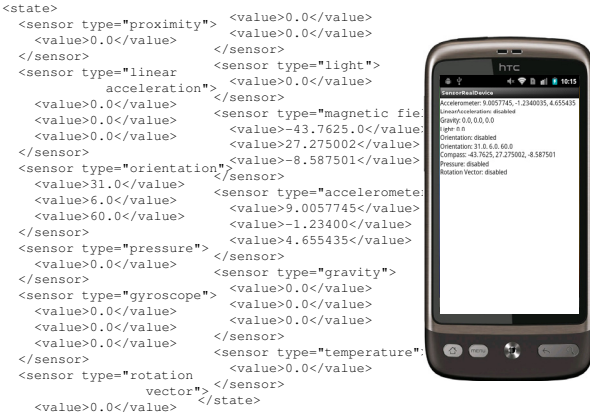 <state>
<sensor type="proximity">
<value>0.0</value>
</sensor>
<sensor type="linear
acceleration">
<value>0.0</value>
<value>0.0</value>
<value>0.0</value>
</sensor>
<sensor type="orientation">
<value>31.0</value>
<value>6.0</value>
<value>60.0</value>
</sensor>
<sensor type="pressure">
<value>0.0</value>
</sensor>
<sensor type="gyroscope">
<value>0.0</value>
<value>0.0</value>
<value>0.0</value>
</sensor>
<sensor type="rotation
vector">
<value>0.0</value>
<value>0.0</value>
<value>0.0</value>
</sensor>
<sensor type="light">
<value>0.0</value>
</sensor>
<sensor type="magnetic fiel
<value>-43.7625.0</value>
<value>27.275002</value>
<value>-8.587501</value>
</sensor>
<sensor type="accelerometer
<value>9.0057745</value>
<value>-1.23400</value>
<value>4.655435</value>
</sensor>
<sensor type="gravity">
<value>0.0</value>
<value>0.0</value>
<value>0.0</value>
</sensor>
<sensor type="temperature">
<value>0.0</value>
</sensor>
</state>
hTC
10:15
SensorRealDevice
Accelerometer: 9.0057745, -1.2340035, 4.655435
LinearAcceleration: disabled
Gravity: 0.0, 0.0, 0.0
Light: 0.0
Orientation: disabled
Orientation: 31.0, 6.0, 60.0
Compass: -43.7625, 27.275002, -8.587501
Pressure: disabled
Rotation Vector: disabled
menu